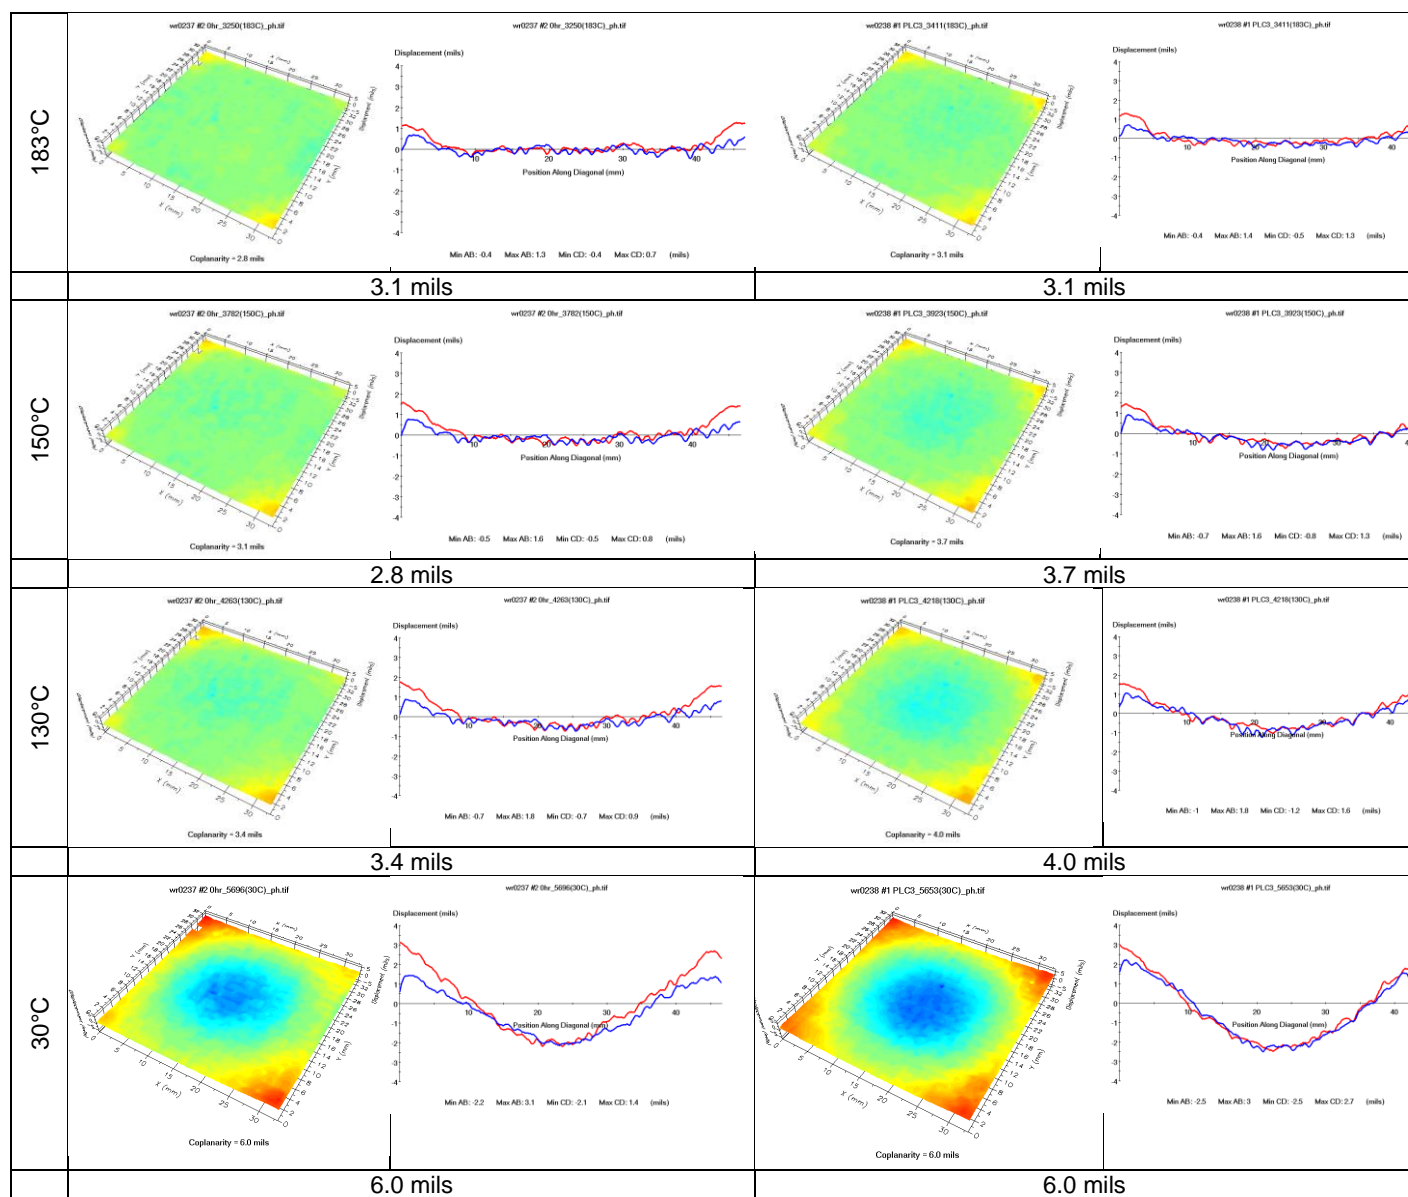 183°C
wr0237 #2 0hr_3250(183C)_ph.tif
Coplanarity = 2.8 mils
wr0237 #2 0hr_3250(183C)_ph.tif
Displacement (mils)
Position Along Diagonal (mm)
Min AB: -0.4 Max AB: 1.3 Min CD: -0.4 Max CD: 0.7 (mils)
wr0238 #1 PLC3_3411(183C)_ph.tif
Coplanarity = 3.1 mils
wr0238 #1 PLC3_3411(183C)_ph.tif
Displacement (mils)
Position Along Diagonal (mm)
Min AB: -0.4 Max AB: 1.4 Min CD: -0.5 Max CD: 1.3 (mils)
3.1 mils
3.1 mils
150°C
wr0237 #2 0hr_3782(150C)_ph.tif
Coplanarity = 3.1 mils
wr0237 #2 0hr_3782(150C)_ph.tif
Displacement (mils)
Position Along Diagonal (mm)
Min AB: -0.5 Max AB: 1.6 Min CD: -0.5 Max CD: 0.8 (mils)
wr0238 #1 PLC3_3923(150C)_ph.tif
Coplanarity = 3.7 mils
wr0238 #1 PLC3_3923(150C)_ph.tif
Displacement (mils)
Position Along Diagonal (mm)
Min AB: -0.7 Max AB: 1.6 Min CD: -0.8 Max CD: 1.3 (mils)
2.8 mils
3.7 mils
130°C
wr0237 #2 0hr_4263(130C)_ph.tif
Coplanarity = 3.4 mils
wr0237 #2 0hr_4263(130C)_ph.tif
Displacement (mils)
Position Along Diagonal (mm)
Min AB: -0.7 Max AB: 1.8 Min CD: -0.7 Max CD: 0.9 (mils)
wr0238 #1 PLC3_4218(130C)_ph.tif
Coplanarity = 4.0 mils
wr0238 #1 PLC3_4218(130C)_ph.tif
Displacement (mils)
Position Along Diagonal (mm)
Min AB: -1 Max AB: 1.8 Min CD: -1.2 Max CD: 1.6 (mils)
3.4 mils
4.0 mils
30°C
wr0237 #2 0hr_5696(30C)_ph.tif
Coplanarity = 6.0 mils
wr0237 #2 0hr_5696(30C)_ph.tif
Displacement (mils)
Position Along Diagonal (mm)
Min AB: -2.2 Max AB: 3.1 Min CD: -2.1 Max CD: 1.4 (mils)
wr0238 #1 PLC3_5653(30C)_ph.tif
Coplanarity = 6.0 mils
wr0238 #1 PLC3_5653(30C)_ph.tif
Displacement (mils)
Position Along Diagonal (mm)
Min AB: -2.5 Max AB: 3 Min CD: -2.5 Max CD: 2.7 (mils)
6.0 mils
6.0 mils